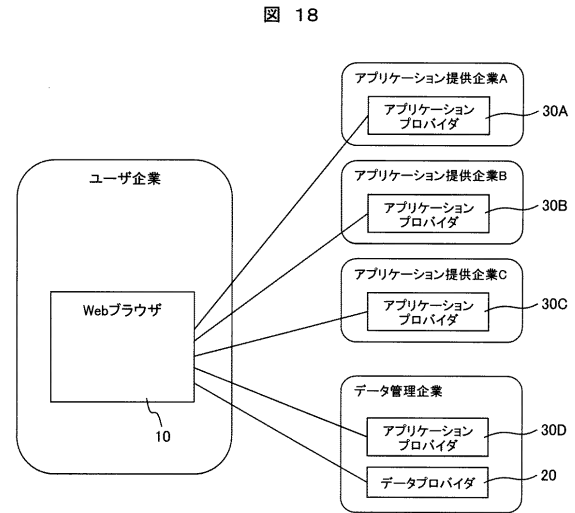 図 18
アプリケーション提供企業A
アプリケーション
プロバイダ
30A
ユーザ企業
アプリケーション提供企業B
アプリケーション
プロバイダ
30B
アプリケーション提供企業C
Webブラウザ
アプリケーション
プロバイダ
30C
データ管理企業
10
アプリケーション
プロバイダ
30D
データプロバイダ
20